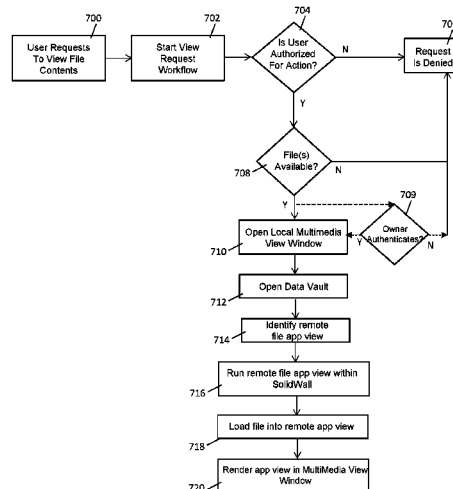 700
702
704
User Requests
To View File
Contents
Start View
Request
Workflow
Is User
Authorized
For Action?
N
Request
Is Denied
Y
File(s)
Available?
708
N
709
Y
Owner
Authenticates?
Y
N
Open Local Multimedia
View Window
710
Open Data Vault
712
Identify remote
file app view
714
Run remote file app view within
SolidWall
716
Load file into remote app view
718
Render app view in MultiMedia View
Window
720